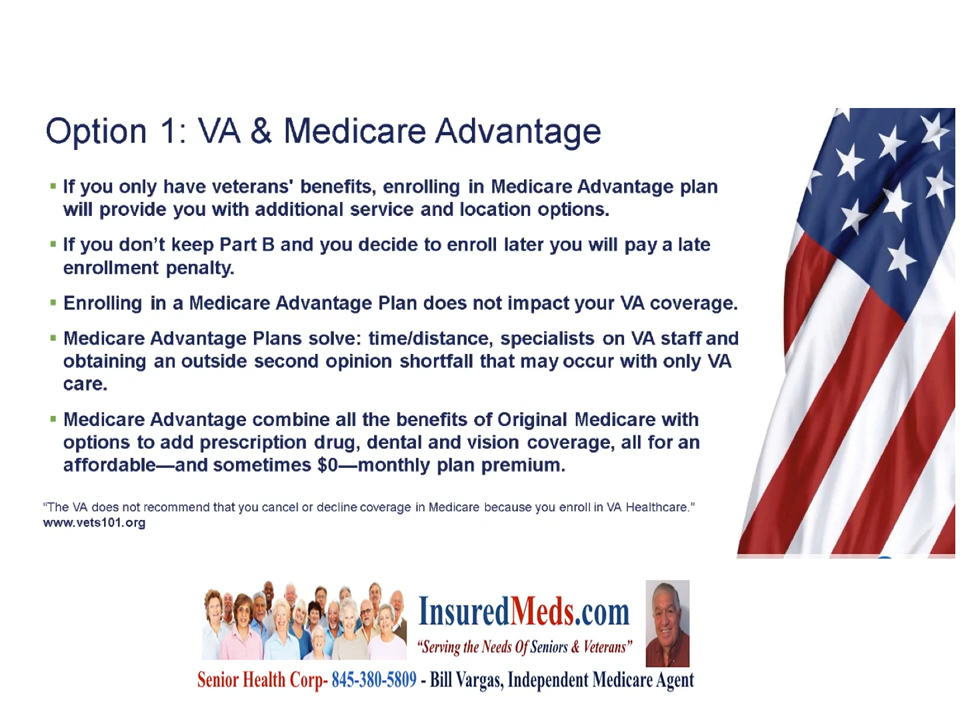 Option 1: VA & Medicare Advantage
▪ If you only have veterans' benefits, enrolling in Medicare Advantage plan
will provide you with additional service and location options.
▪ If you don’t keep Part B and you decide to enroll later you will pay a late
enrollment penalty.
▪ Enrolling in a Medicare Advantage Plan does not impact your VA coverage.
▪ Medicare Advantage Plans solve: time/distance, specialists on VA staff and
obtaining an outside second opinion shortfall that may occur with only VA
care.
▪ Medicare Advantage combine all the benefits of Original Medicare with
options to add prescription drug, dental and vision coverage, all for an
affordable—and sometimes $0—monthly plan premium.
"The VA does not recommend that you cancel or decline coverage in Medicare because you enroll in VA Healthcare."
www.vets101.org
InsuredMeds.com
“Serving the Needs Of Seniors & Veterans”
Senior Health Corp- 845-380-5809 - Bill Vargas, Independent Medicare Agent